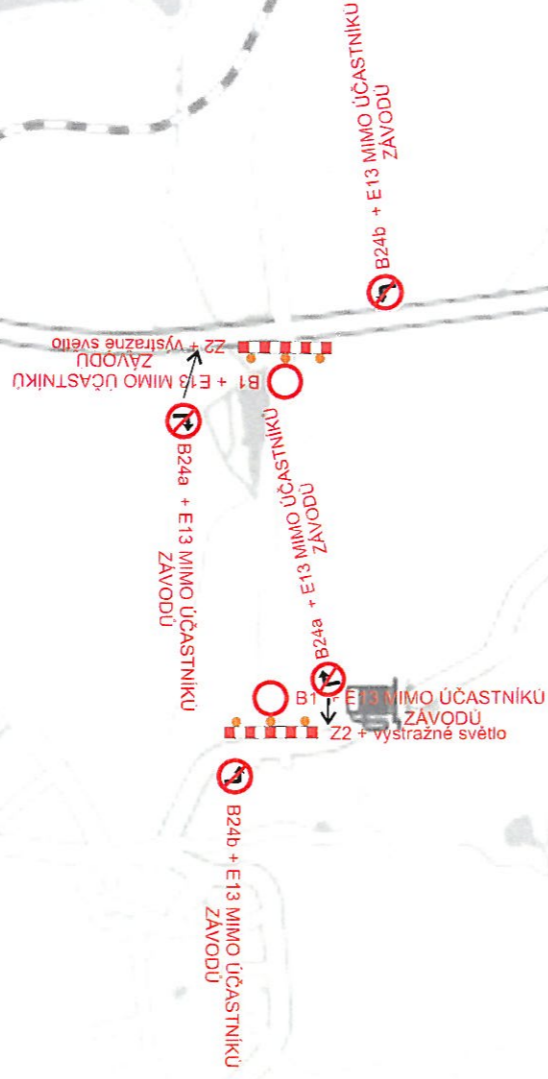 B24b + E13 MIMO ÚČASTNÍKŮ
ZÁVODŮ
B1 + E13 MIMO ÚČASTNÍKŮ
ZÁVODU
Z2 + výstražné světlo
B24a + E13 MIMO ÚČASTNÍKŮ
ZÁVODŮ
B24a + E13 MIMO ÚČASTNÍKŮ
ZÁVODŮ
B1 + E13 MIMO ÚČASTNÍKŮ
ZÁVODŮ
Z2 + výstražné světlo
B24b + E13 MIMO ÚČASTNÍKŮ
ZÁVODŮ